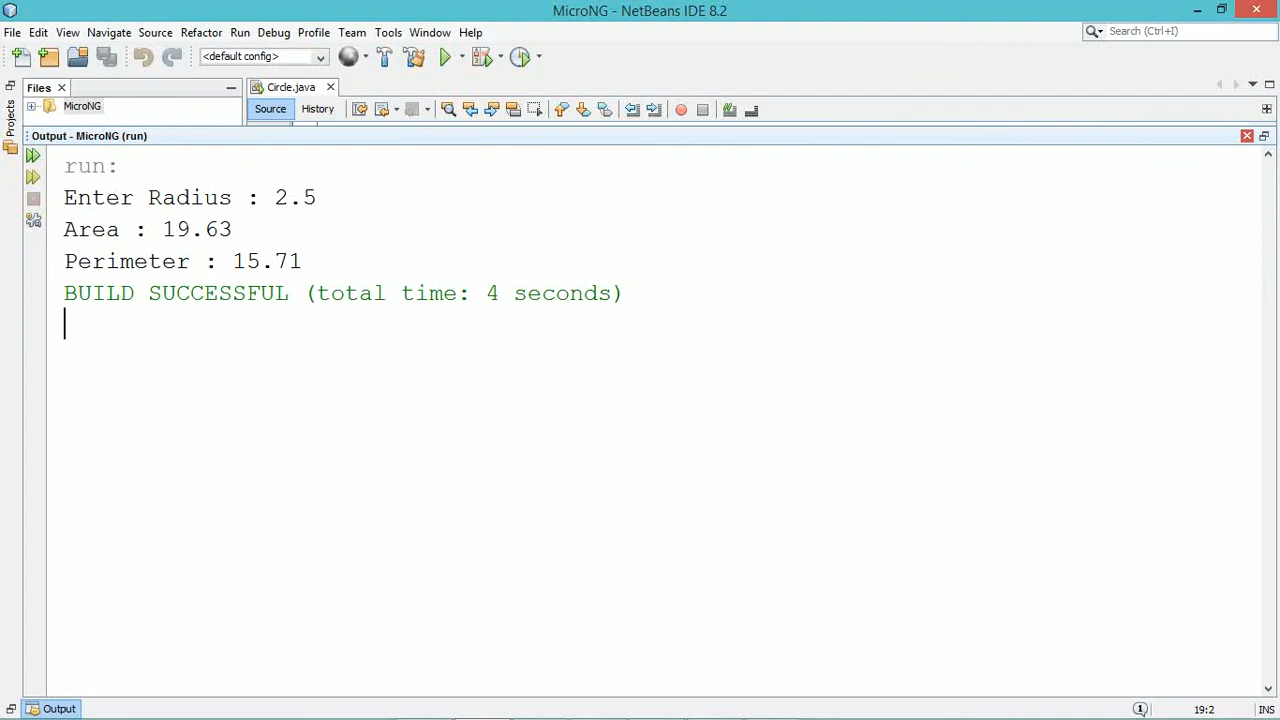 MicroNG - NetBeans IDE 8.2
File Edit View Navigate Source Refactor Run Debug Profile Team Tools Window Help
Search (Ctrl+I)
<default config>
Files
Circle.java
Projects
MicroNG
Source History
Output - MicroNG (run)
run:
Enter Radius : 2.5
Area : 19.63
Perimeter : 15.71
BUILD SUCCESSFUL (total time: 4 seconds)
Output
1
19:2
INS